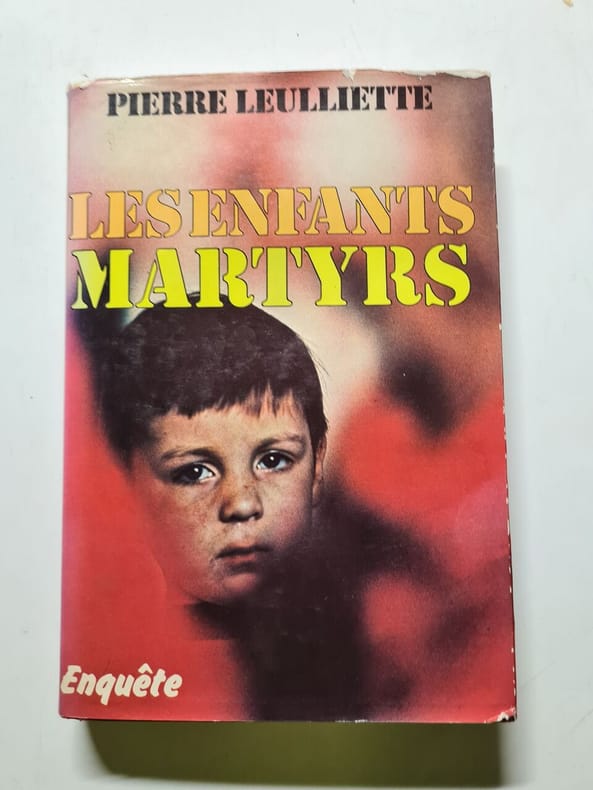 PIERRE LEULLIETTE
LES ENFANTS
MARTYRS
Enquête